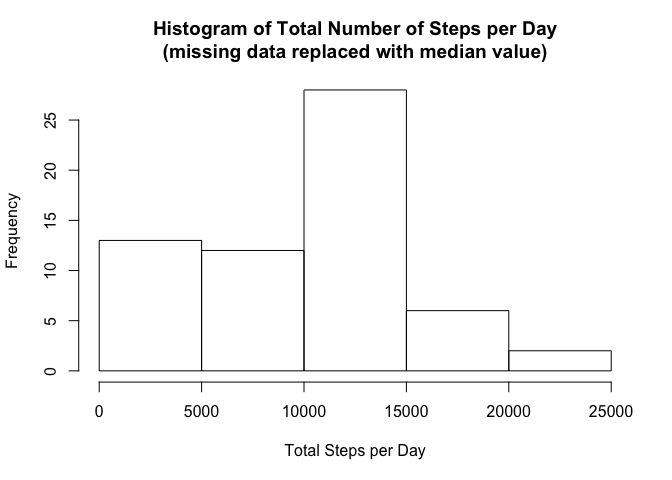 Histogram of Total Number of Steps per Day
(missing data replaced with median value)
Frequency
25
20
15
10
5
0
0 5000 10000 15000 20000 25000
Total Steps per Day